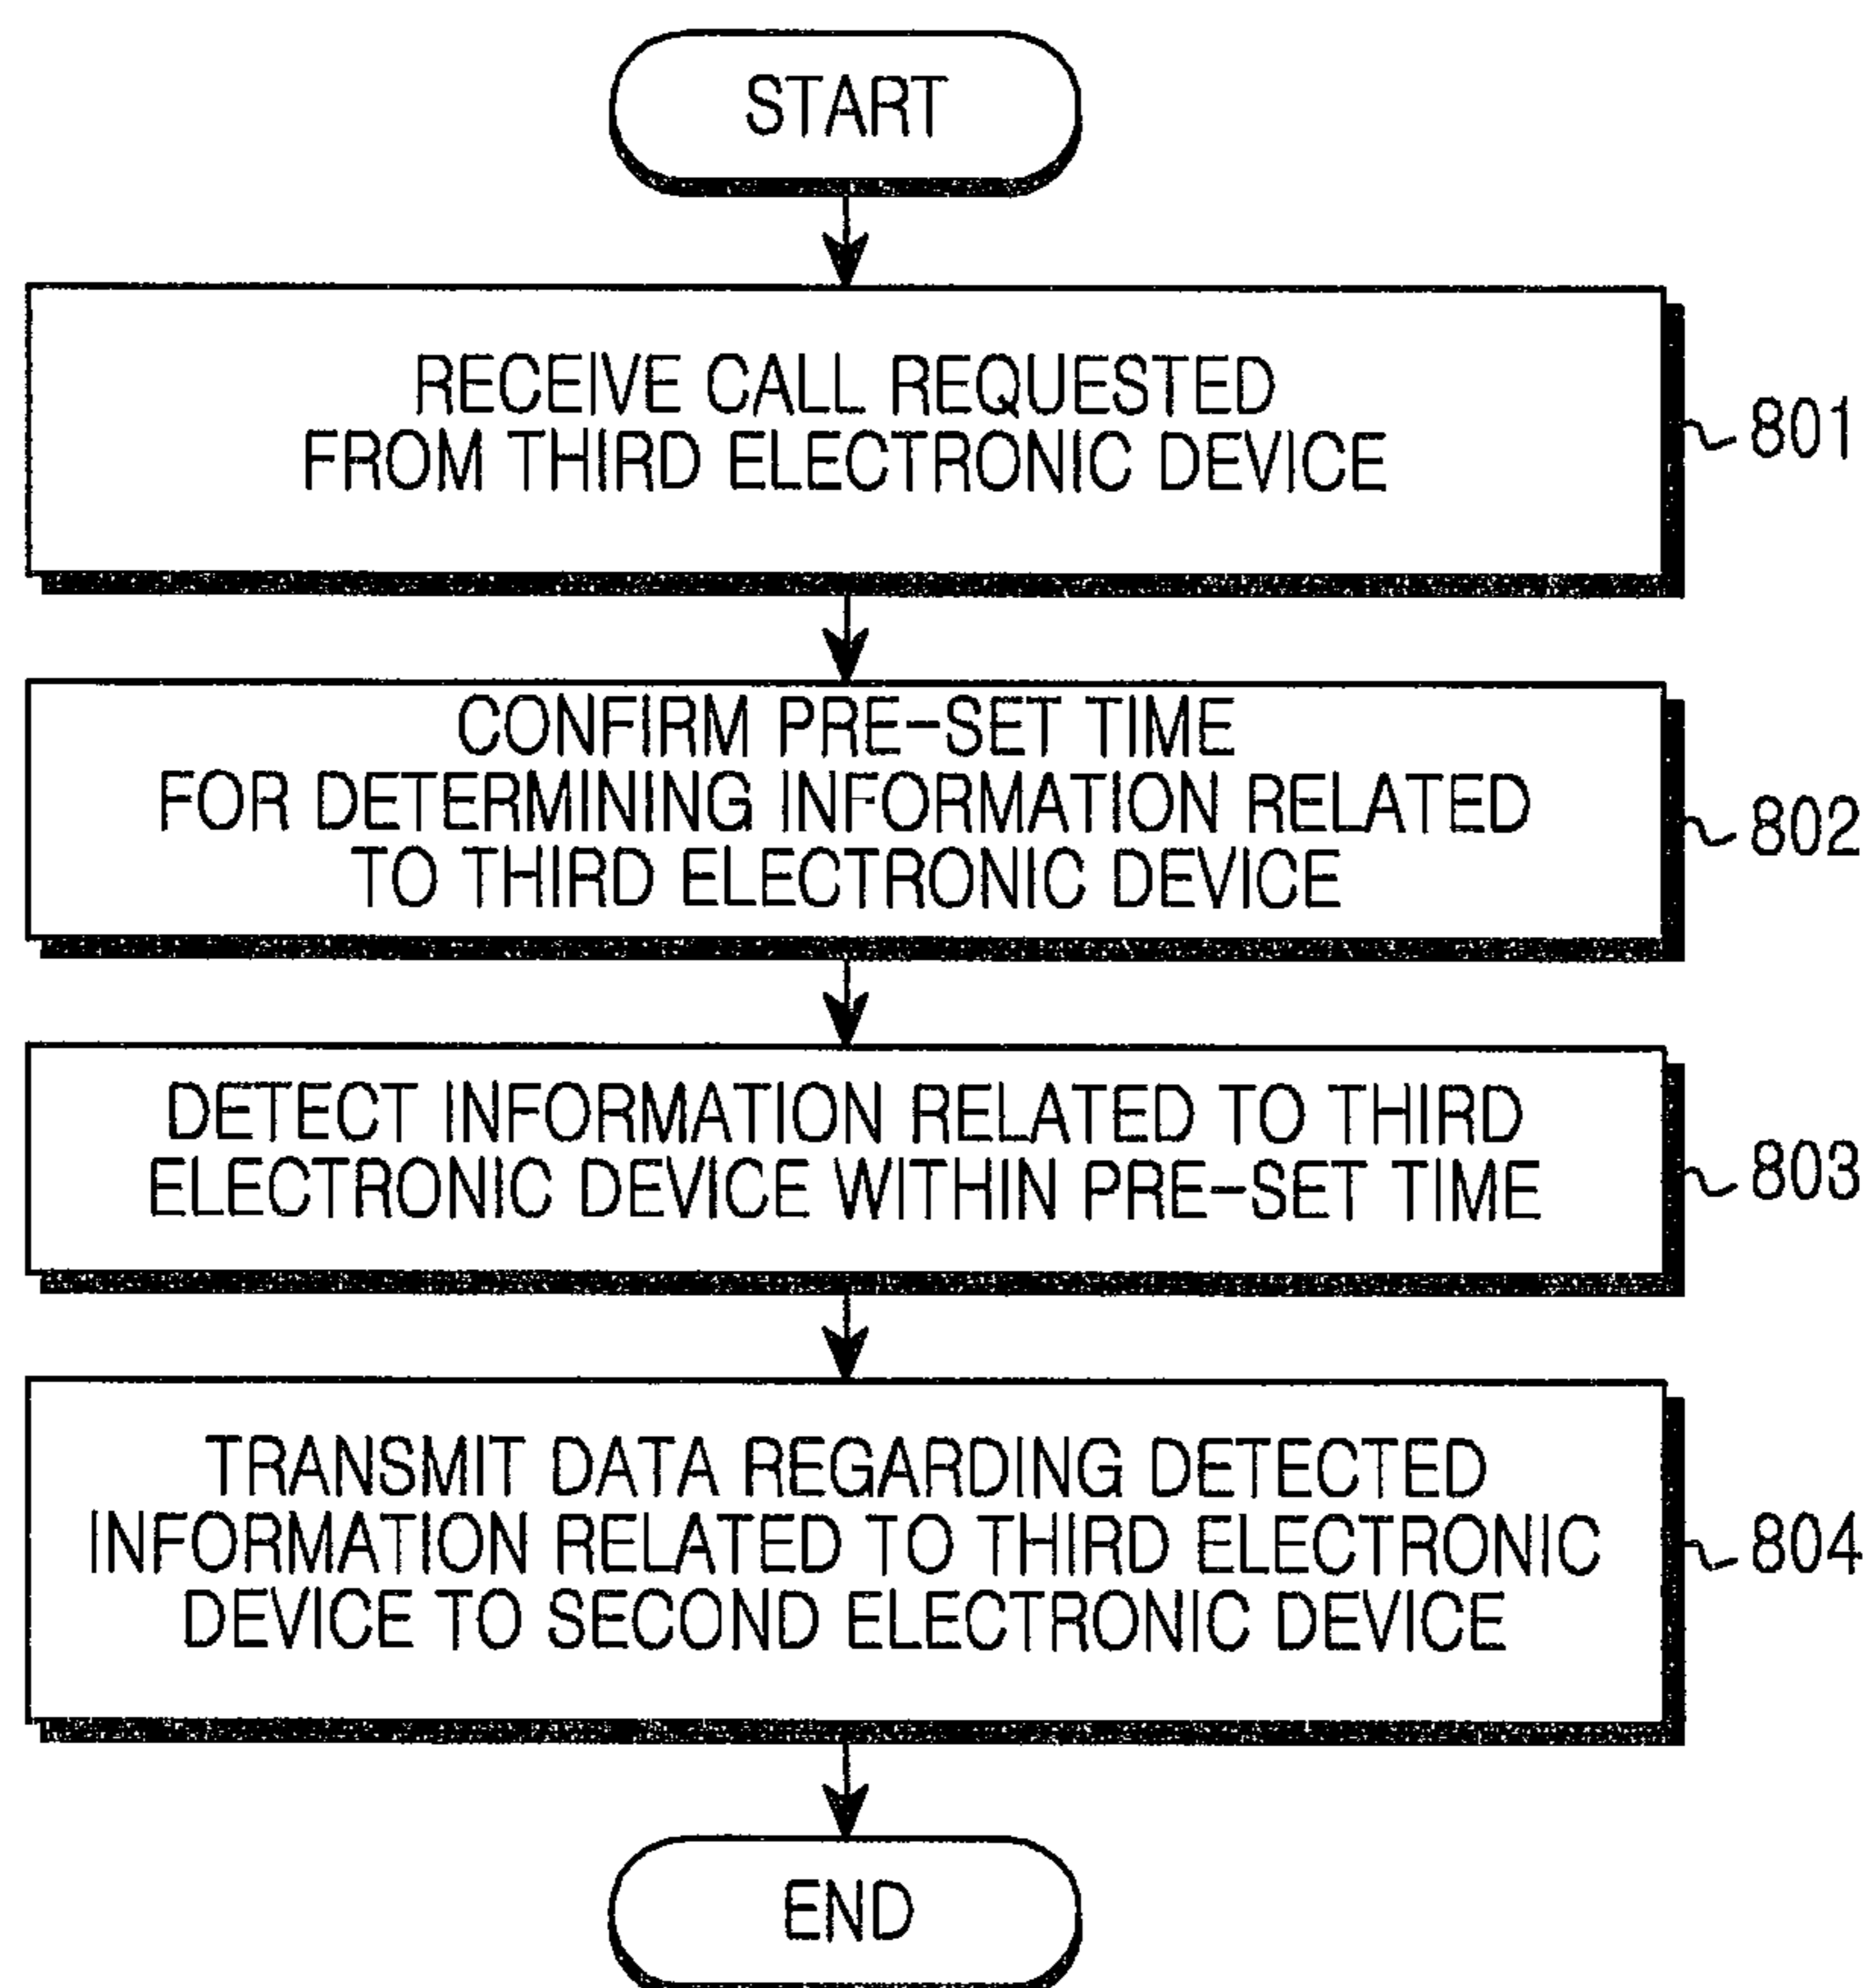 START
RECEIVE CALL REQUESTED
FROM THIRD ELECTRONIC DEVICE
801
CONFIRM PRE-SET TIME
FOR DETERMINING INFORMATION RELATED
TO THIRD ELECTRONIC DEVICE
802
DETECT INFORMATION RELATED TO THIRD
ELECTRONIC DEVICE WITHIN PRE-SET TIME
803
TRANSMIT DATA REGARDING DETECTED
INFORMATION RELATED TO THIRD ELECTRONIC
DEVICE TO SECOND ELECTRONIC DEVICE
804
END